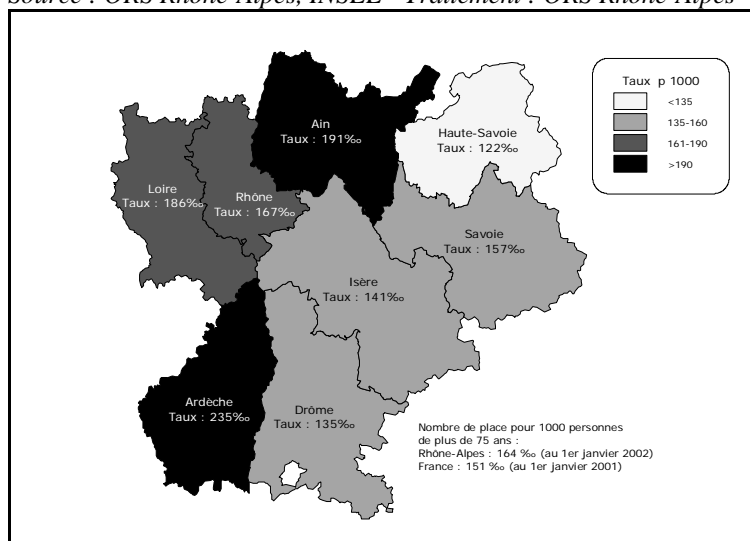 Source : ORS Rhône-Alpes, INSEE - Traitement : ORS Rhône-Alpes
Taux p 1000
<135
135-160
161-190
>190
Ain
Taux : 191‰
Haute-Savoie
Taux : 122‰
Loire
Taux : 186‰
Rhône
Taux : 167‰
Savoie
Taux : 157‰
Isère
Taux : 141‰
Ardèche
Taux : 235‰
Drôme
Taux : 135‰
Nombre de place pour 1000 personnes
de plus de 75 ans :
Rhône-Alpes : 164 ‰ (au 1er janvier 2002)
France : 151 ‰ (au 1er janvier 2001)